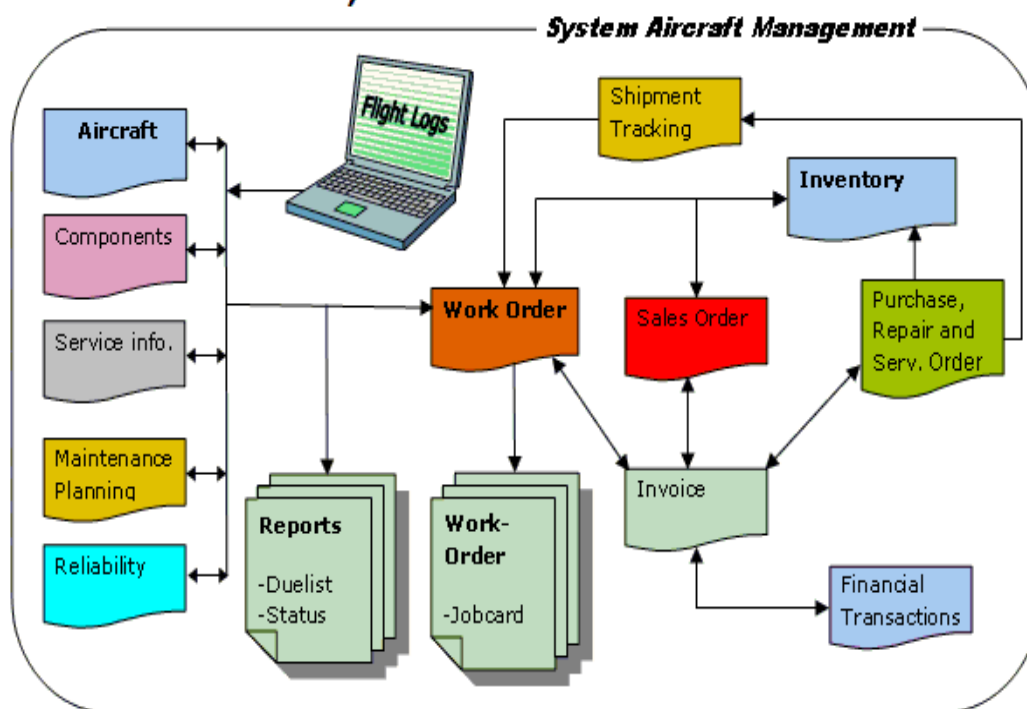 System Aircraft Management
Flight Logs
Shipment
Tracking
Aircraft
Inventory
Components
Work Order
Sales Order
Purchase,
Repair and
Serv. Order
Service info.
Maintenance
Planning
Reports
-Duelist
-Status
Work-
Order
-Jobcard
Invoice
Reliability
Financial
Transactions